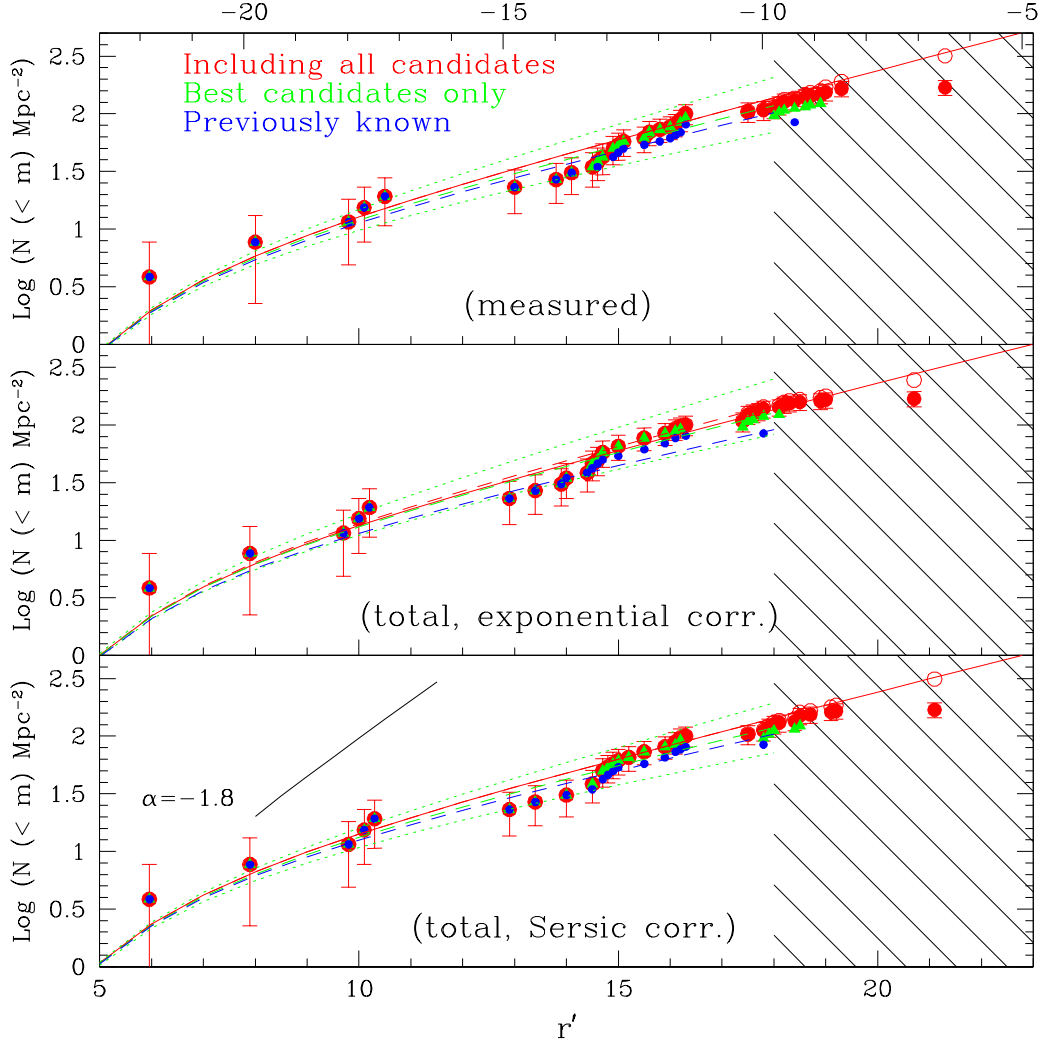 −20 −15 −10 −5
Including all candidates
Best candidates only
Previously known
2.5
2
1.5
1
0.5
0
Log (N (< m) Mpc⁻²)
(measured)
2.5
2
1.5
1
0.5
0
Log (N (< m) Mpc⁻²)
(total, exponential corr.)
2.5
2
1.5
1
0.5
0
Log (N (< m) Mpc⁻²)
α=−1.8
(total, Sersic corr.)
5 10 15 20
r′